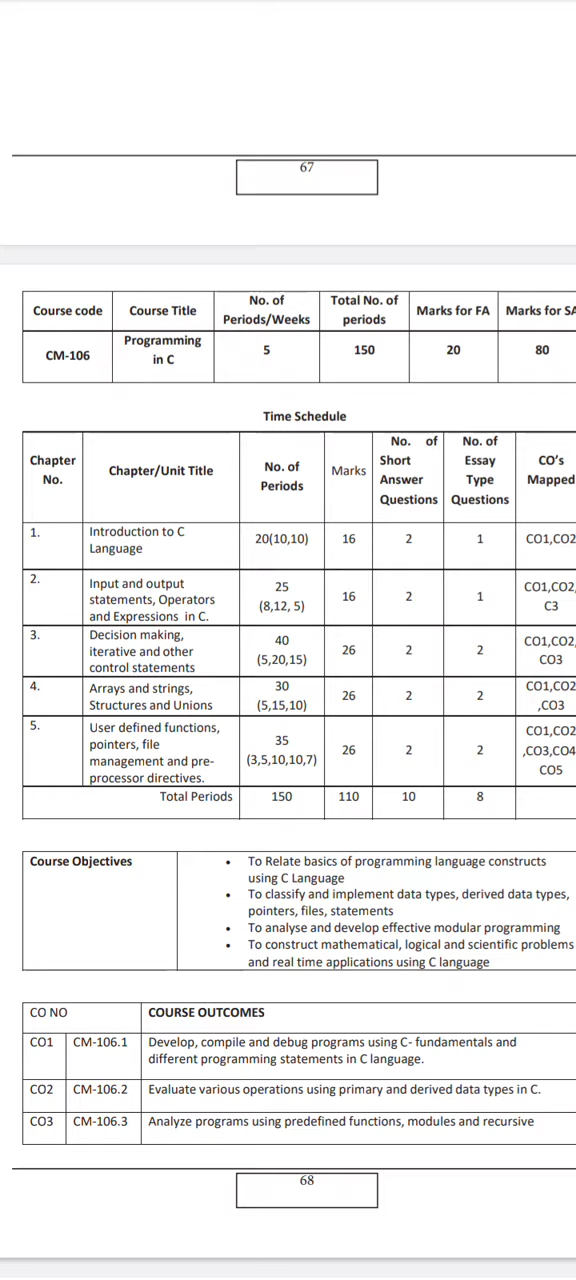 67
Course code Course Title No. of Periods/Weeks Total No. of periods Marks for FA Marks for SA
CM-106 Programming in C 5 150 20 80
Time Schedule
Chapter No. Chapter/Unit Title No. of Periods Marks No. of Short Answer Questions No. of Essay Type Questions CO's Mapped
1. Introduction to C Language 20(10,10) 16 2 1 CO1,CO2
2. Input and output statements, Operators and Expressions in C. 25 (8,12, 5) 16 2 1 CO1,CO2, C3
3. Decision making, iterative and other control statements 40 (5,20,15) 26 2 2 CO1,CO2, CO3
4. Arrays and strings, Structures and Unions 30 (5,15,10) 26 2 2 CO1,CO2 ,CO3
5. User defined functions, pointers, file management and pre-processor directives. 35 (3,5,10,10,7) 26 2 2 CO1,CO2 ,CO3,CO4 CO5
Total Periods 150 110 10 8
Course Objectives
• To Relate basics of programming language constructs
using C Language
• To classify and implement data types, derived data types,
pointers, files, statements
• To analyse and develop effective modular programming
• To construct mathematical, logical and scientific problems
and real time applications using C language
CO NO COURSE OUTCOMES
CO1 CM-106.1 Develop, compile and debug programs using C- fundamentals and
different programming statements in C language.
CO2 CM-106.2 Evaluate various operations using primary and derived data types in C.
CO3 CM-106.3 Analyze programs using predefined functions, modules and recursive
68